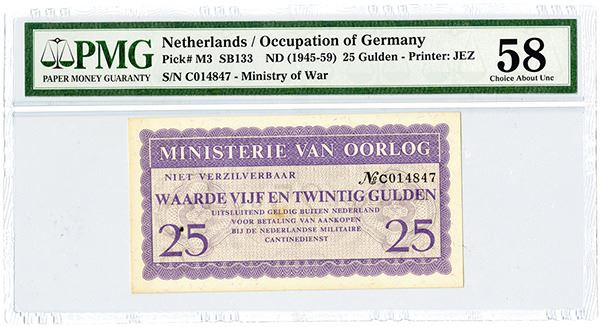 PMG
PAPER MONEY GUARANTY
Netherlands / Occupation of Germany
Pick# M3 SB133 ND (1945-59) 25 Gulden - Printer: JEZ
S/N C014847 - Ministry of War
58
Choice About Unc
MINISTERIE VAN OORLOG
NIET VERZILVERBAAR
№ C014847
WAARDE VIJF EN TWINTIG GULDEN
UITSLUITEND GELDIG BUITEN NEDERLAND
VOOR BETALING VAN AANKOPEN
BIJ DE NEDERLANDSE MILITAIRE
CANTINEDIENST
25
25